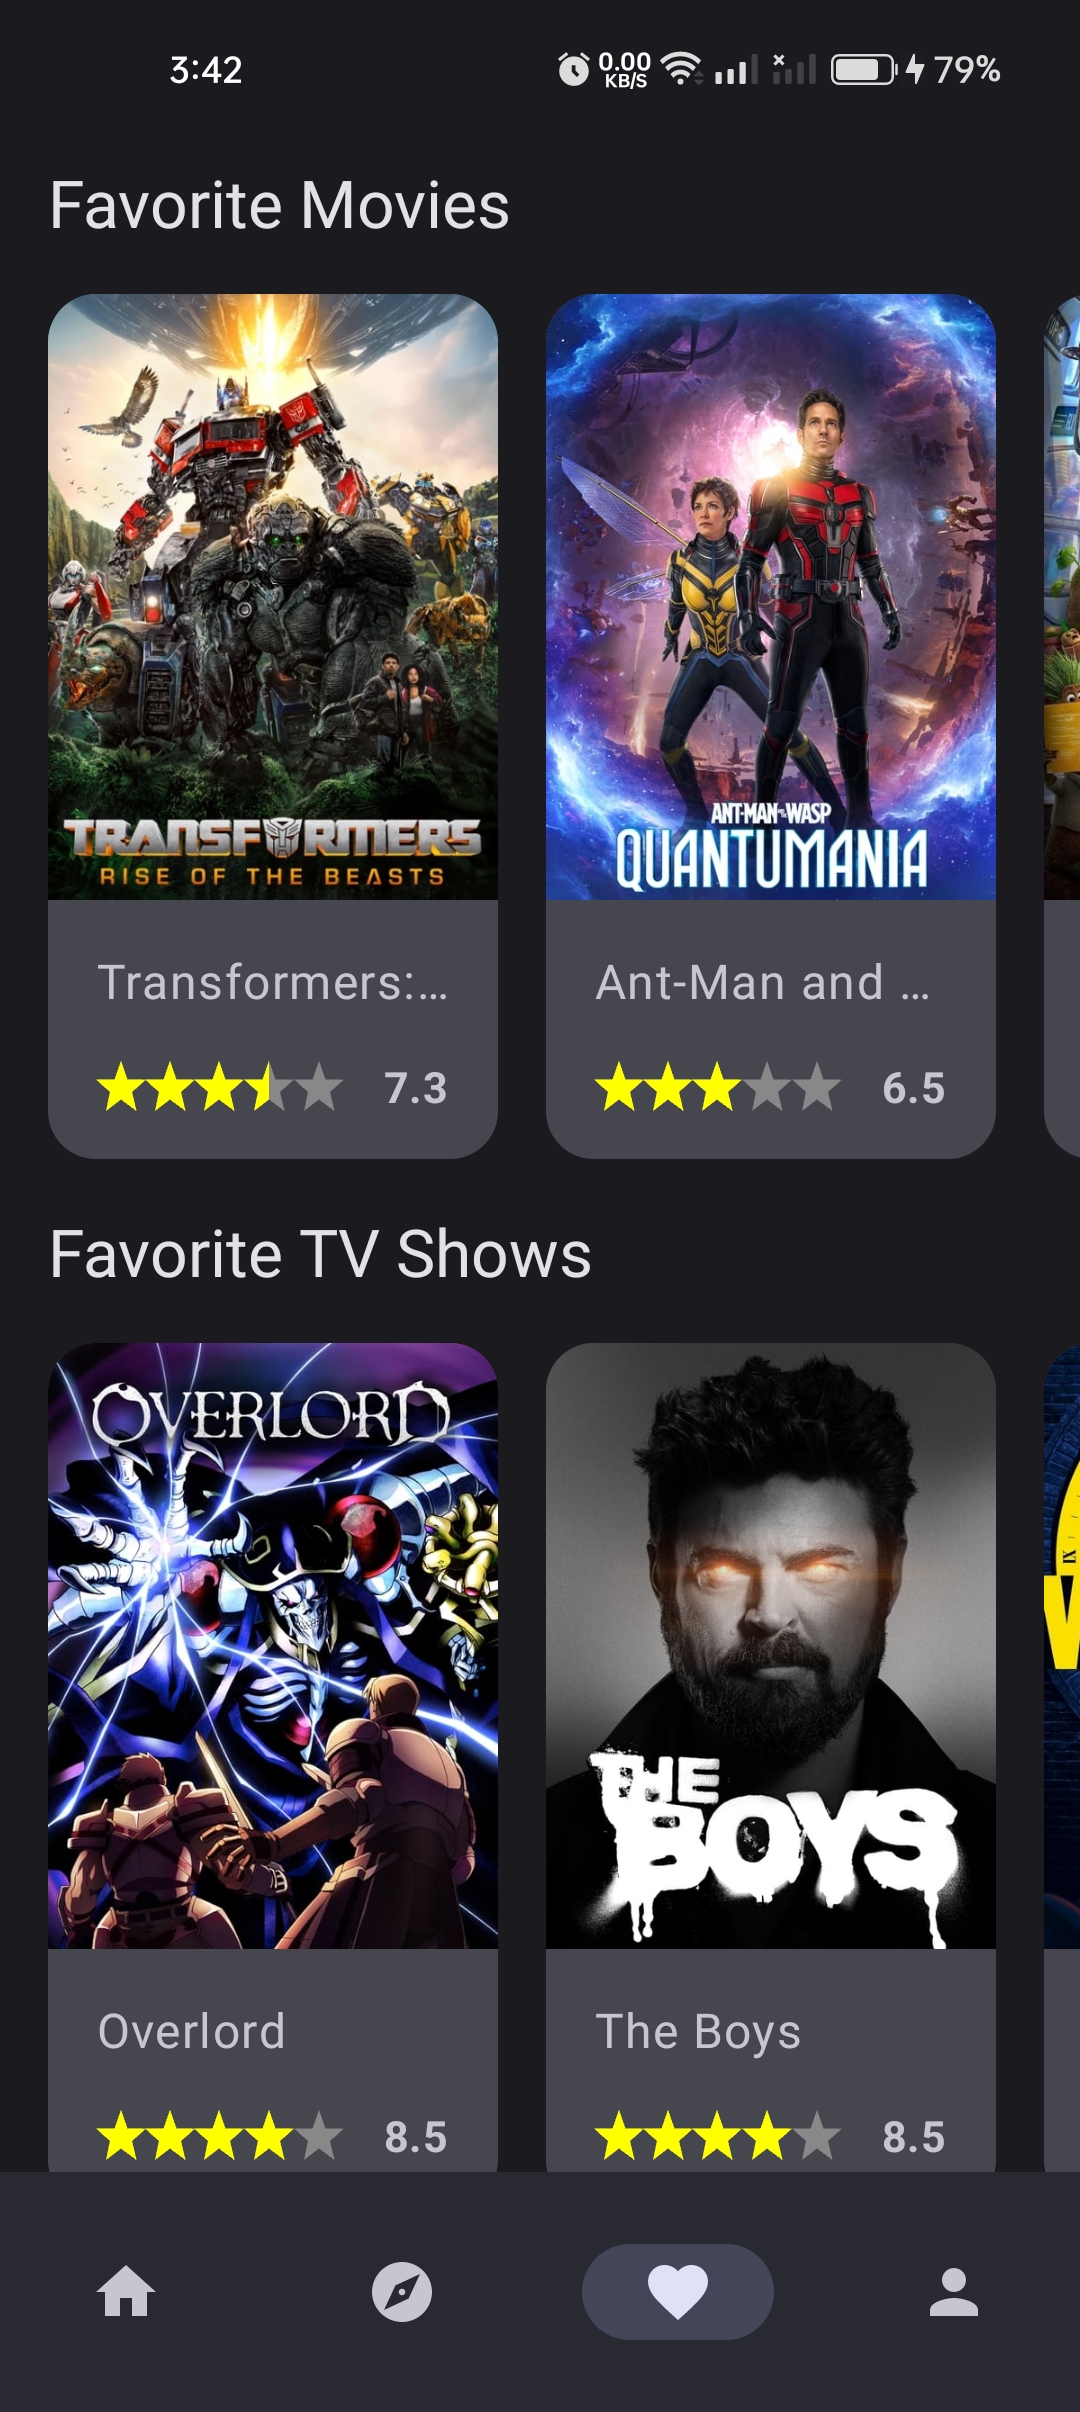 3:42
0.00
KB/S
79%
Favorite Movies
TRANSFORMERS
RISE OF THE BEASTS
ANT-MAN AND THE WASP
QUANTUMANIA
Transformers:...
Ant-Man and ...
7.3
6.5
Favorite TV Shows
OVERLORD
THE
BOYS
Overlord
The Boys
8.5
8.5